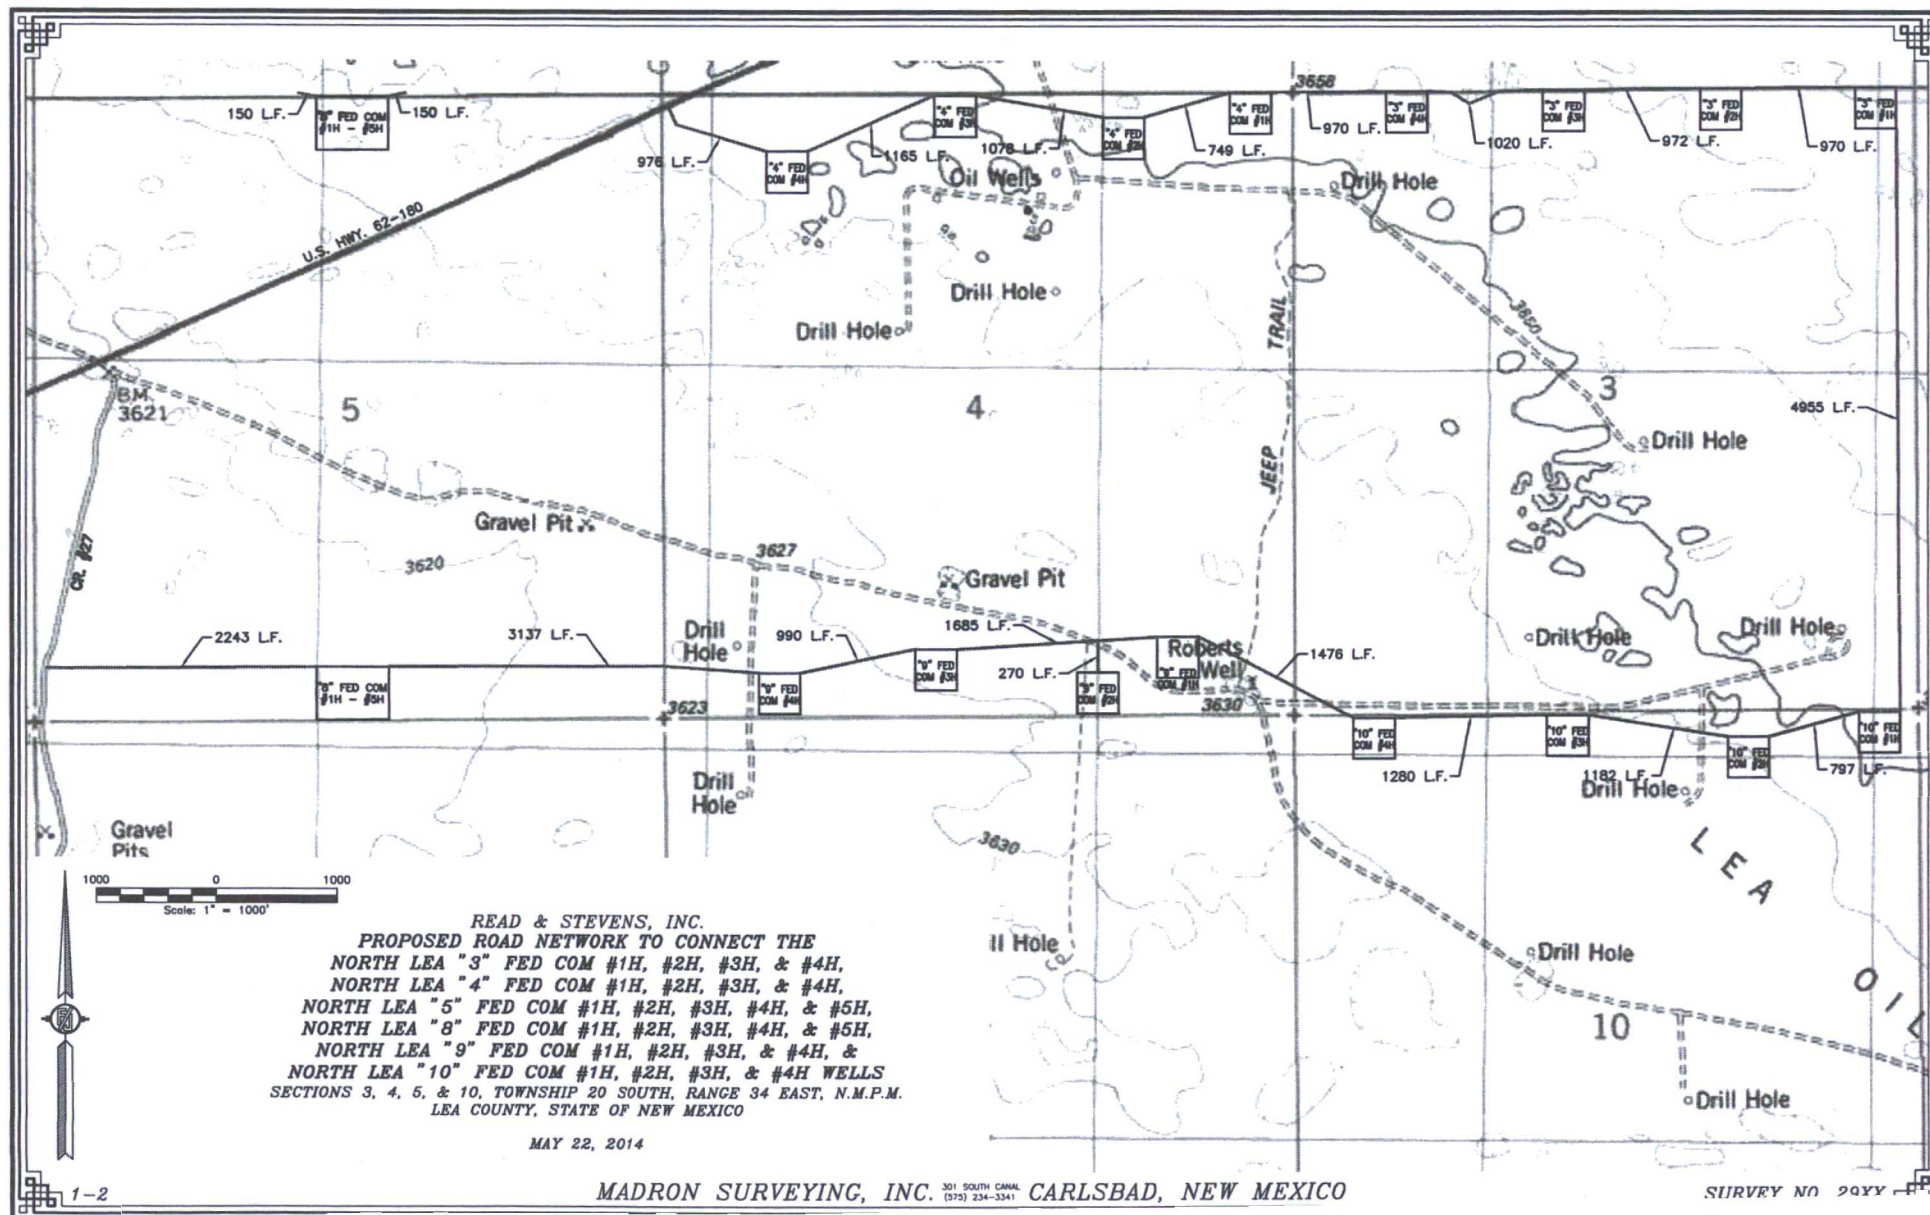 3658
150 L.F.
FED COM
#1H - #5H
150 L.F.
976 L.F.
"4" FED
COM #4H
1165 L.F.
"4" FED
COM #3H
1078 L.F.
"4" FED
COM #2H
749 L.F.
"4" FED
COM #1H
970 L.F.
"3" FED
COM #4H
1020 L.F.
"3" FED
COM #3H
972 L.F.
"3" FED
COM #2H
970 L.F.
"3" FED
COM #1H
U.S. HWY. 62-180
Oil Wells
Drill Hole
Drill Hole
Drill Hole
3650
JEEP TRAIL
BM
3621
5
4
3
4955 L.F.
Drill Hole
Gravel Pit
3620
3627
Gravel Pit
CR. #27
2243 L.F.
3137 L.F.
Drill
Hole
990 L.F.
1685 L.F.
270 L.F.
Roberts
Well
1476 L.F.
Drill Hole
Drill Hole
"8" FED COM
#1H - #5H
"9" FED
COM #4H
"9" FED
COM #3H
"9" FED
COM #2H
"9" FED
COM #1H
3623
3630
"10" FED
COM #4H
"10" FED
COM #3H
"10" FED
COM #2H
"10" FED
COM #1H
1280 L.F.
1182 L.F.
797 L.F.
Drill
Hole
Drill Hole
Gravel
Pits
3630
LEA
OIL
ll Hole
Drill Hole
10
Drill Hole
1000 0 1000
Scale: 1" = 1000'
READ & STEVENS, INC.
PROPOSED ROAD NETWORK TO CONNECT THE
NORTH LEA "3" FED COM #1H, #2H, #3H, & #4H,
NORTH LEA "4" FED COM #1H, #2H, #3H, & #4H,
NORTH LEA "5" FED COM #1H, #2H, #3H, #4H, & #5H,
NORTH LEA "8" FED COM #1H, #2H, #3H, #4H, & #5H,
NORTH LEA "9" FED COM #1H, #2H, #3H, & #4H, &
NORTH LEA "10" FED COM #1H, #2H, #3H, & #4H WELLS
SECTIONS 3, 4, 5, & 10, TOWNSHIP 20 SOUTH, RANGE 34 EAST, N.M.P.M.
LEA COUNTY, STATE OF NEW MEXICO
MAY 22, 2014
1-2
MADRON SURVEYING, INC. 301 SOUTH CANAL (575) 234-3341 CARLSBAD, NEW MEXICO
SURVEY NO. 29XX